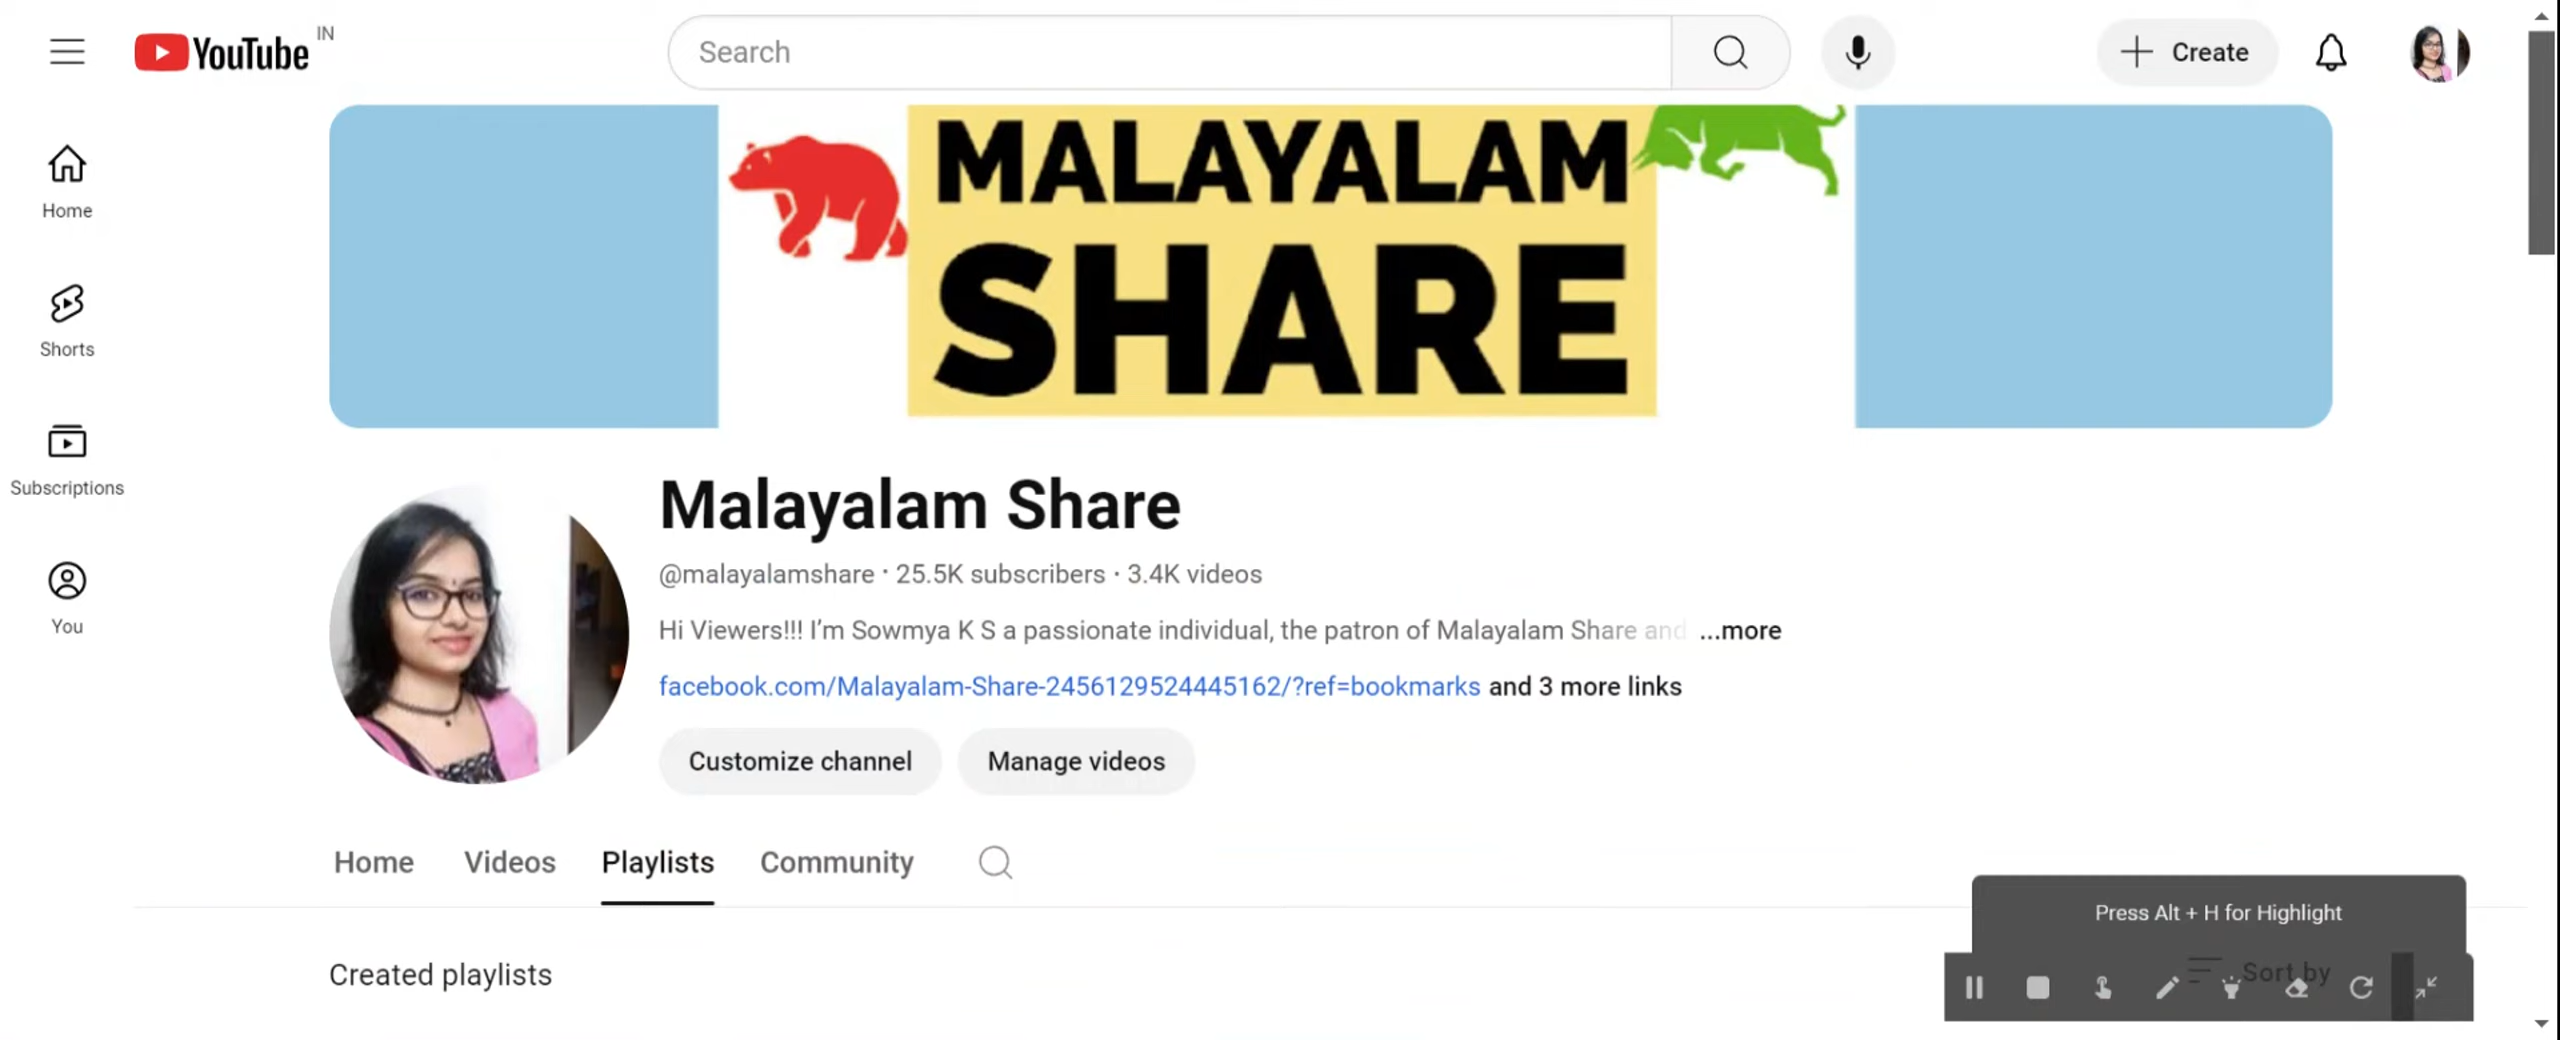 YouTube IN
Search
Create
MALAYALAM
SHARE
Home
Shorts
Subscriptions
You
Malayalam Share
@malayalamshare · 25.5K subscribers · 3.4K videos
Hi Viewers!!! I’m Sowmya K S a passionate individual, the patron of Malayalam Share and ...more
facebook.com/Malayalam-Share-2456129524445162/?ref=bookmarks and 3 more links
Customize channel Manage videos
Home Videos Playlists Community
Press Alt + H for Highlight
Created playlists
Sort by